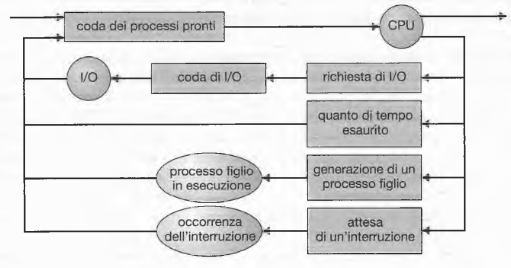 coda dei processi pronti
CPU
I/O
coda di I/O
richiesta di I/O
quanto di tempo
esaurito
processo figlio
in esecuzione
generazione di un
processo figlio
occorrenza
dell'interruzione
attesa
di un'interruzione